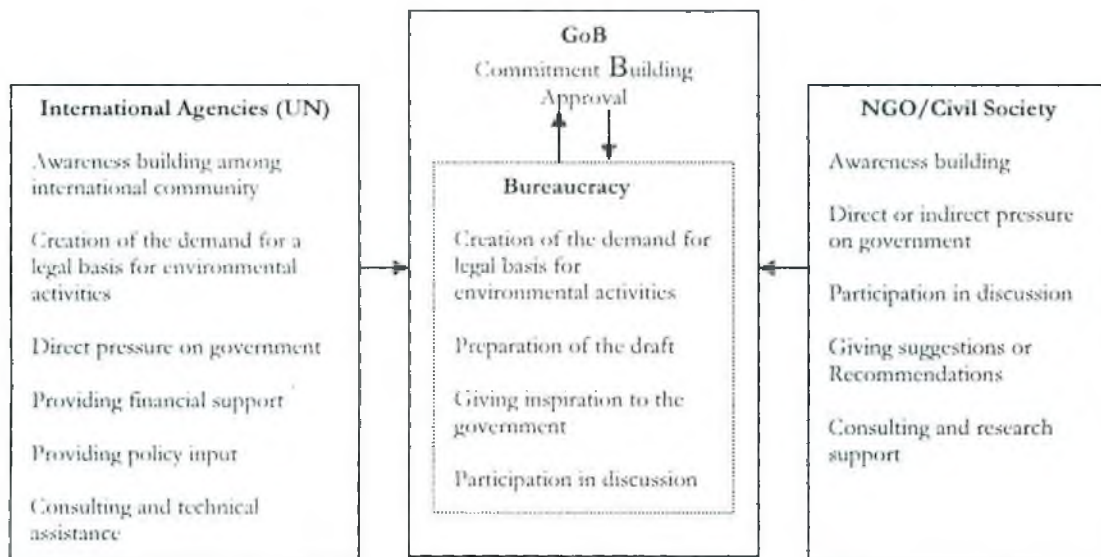 International Agencies (UN)
Awareness building among
international community
Creation of the demand for a
legal basis for environmental
activities
Direct pressure on government
Providing financial support
Providing policy input
Consulting and technical
assistance
GoB
Commitment Building
Approval
Bureaucracy
Creation of the demand for
legal basis for
environmental activities
Preparation of the draft
Giving inspiration to the
government
Participation in discussion
NGO/Civil Society
Awareness building
Direct or indirect pressure
on government
Participation in discussion
Giving suggestions or
Recommendations
Consulting and research
support